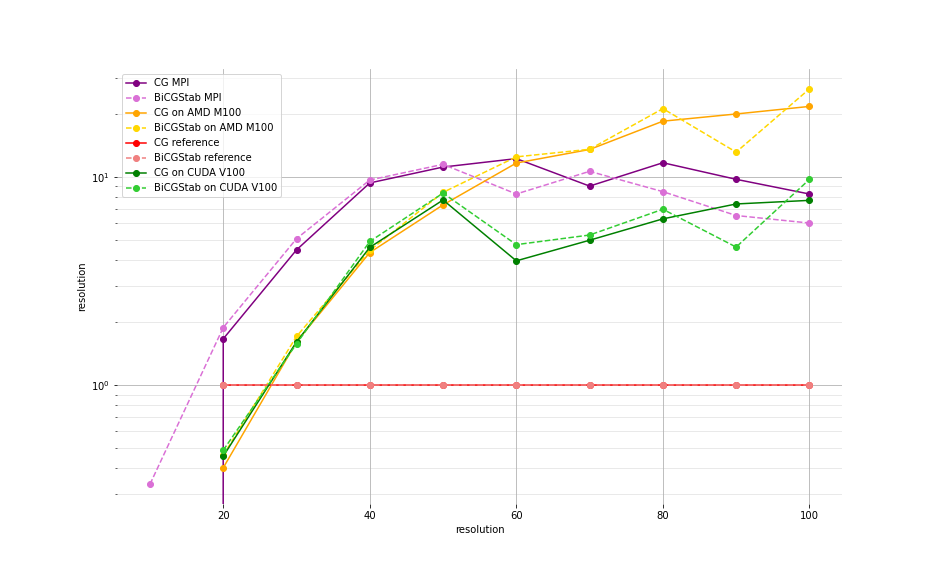 CG MPI
BiCGStab MPI
CG on AMD M100
BiCGStab on AMD M100
CG reference
BiCGStab reference
CG on CUDA V100
BiCGStab on CUDA V100
10¹
10⁰
resolution
20 40 60 80 100
resolution